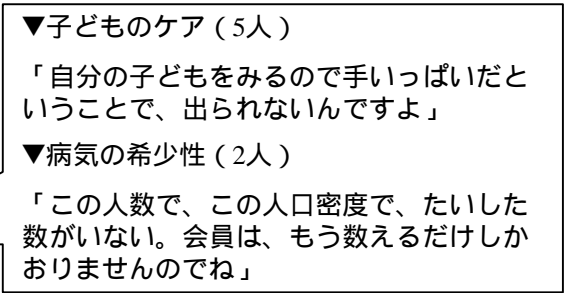 ▼子どものケア（5人）
「自分の子どもをみるので手いっぱいだと
いうことで、出られないんですよ」
▼病気の希少性（2人）
「この人数で、この人口密度で、たいした
数がいない。会員は、もう数えるだけしか
おりませんのでね」